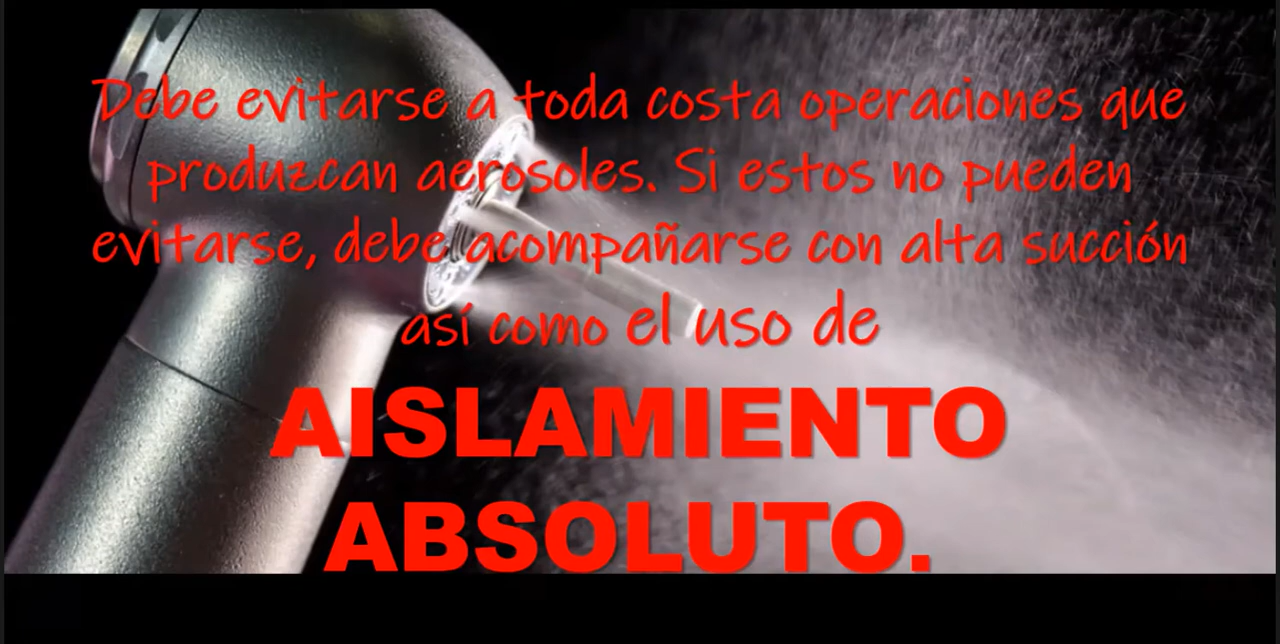 Debe evitarse a toda costa operaciones que
produzcan aerosoles. Si estos no pueden
evitarse, debe acompañarse con alta succión
así como el uso de
AISLAMIENTO
ABSOLUTO.